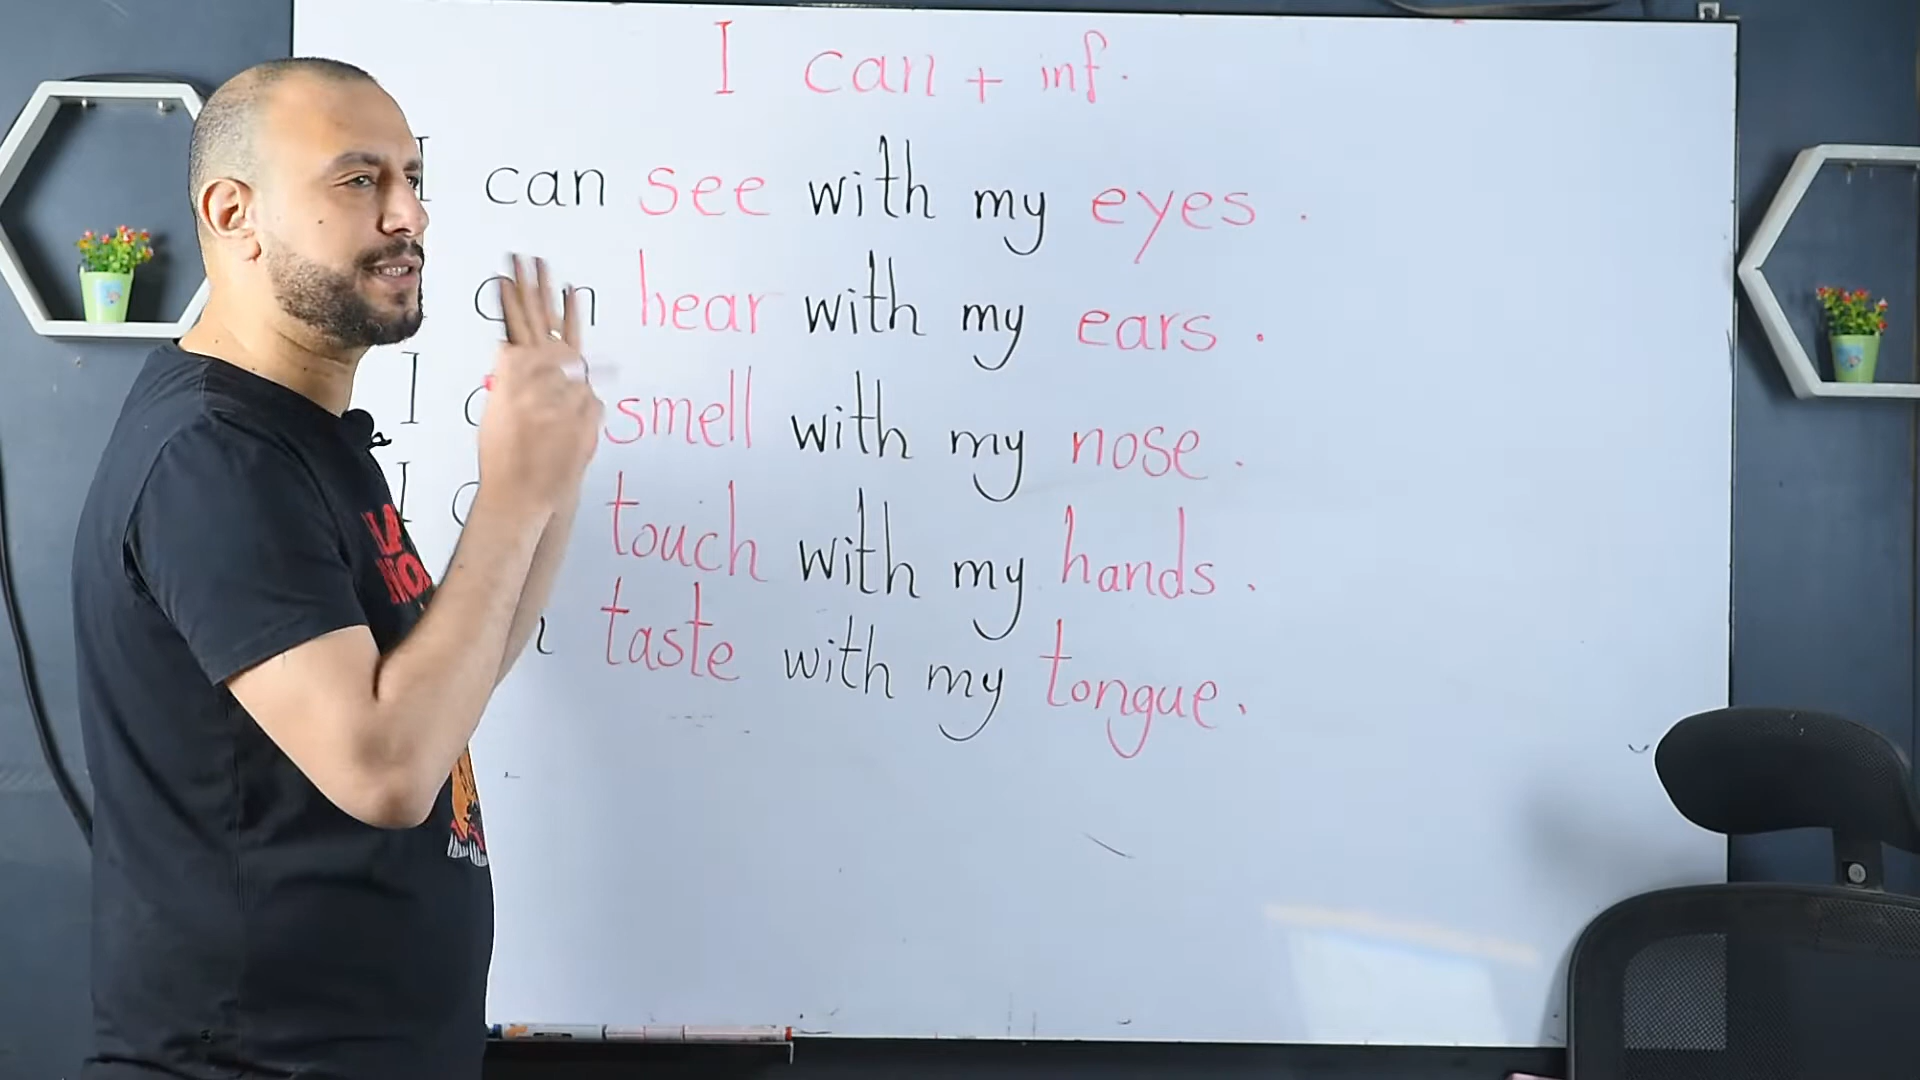 I can + inf.
I can see with my eyes .
hear with my ears .
I smell with my nose .
I touch with my hands .
taste with my tongue .